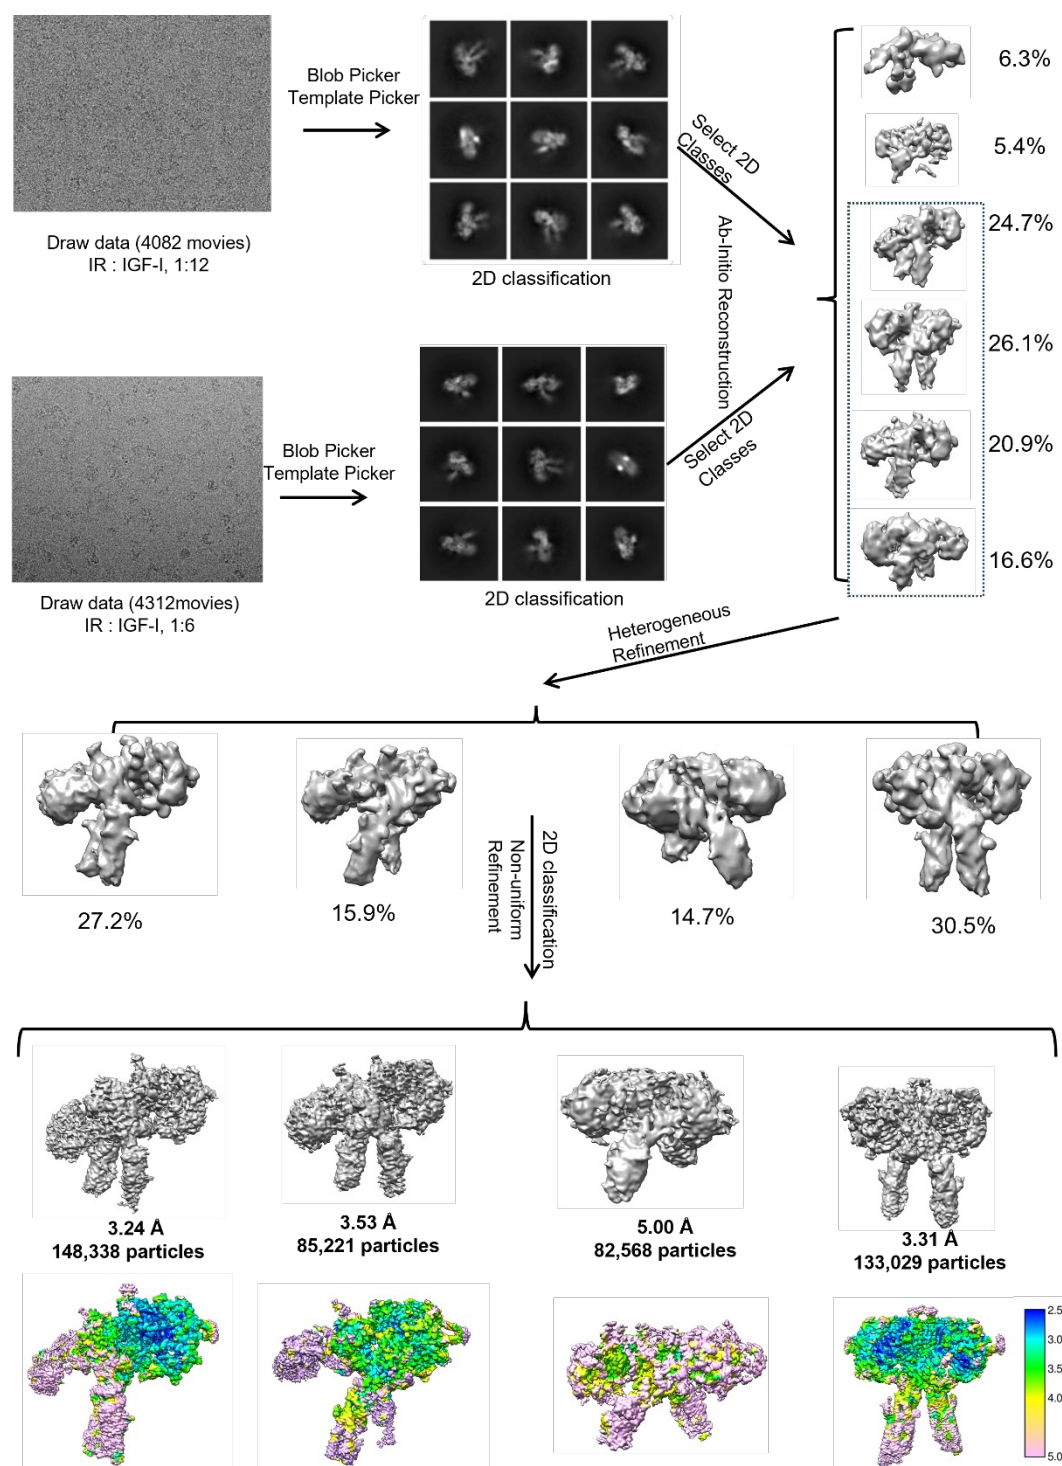 Draw data (4082 movies)
IR : IGF-I, 1:12
Blob Picker
Template Picker
2D classification
Select 2D
Classes
Ab-Initio Reconstruction
Draw data (4312movies)
IR : IGF-I, 1:6
Blob Picker
Template Picker
2D classification
Select 2D
Classes
6.3%
5.4%
24.7%
26.1%
20.9%
16.6%
Heterogeneous
Refinement
27.2%
15.9%
14.7%
30.5%
2D classification
Non-uniform
Refinement
3.24 Å
148,338 particles
3.53 Å
85,221 particles
5.00 Å
82,568 particles
3.31 Å
133,029 particles
2.5
3.0
3.5
4.0
5.0